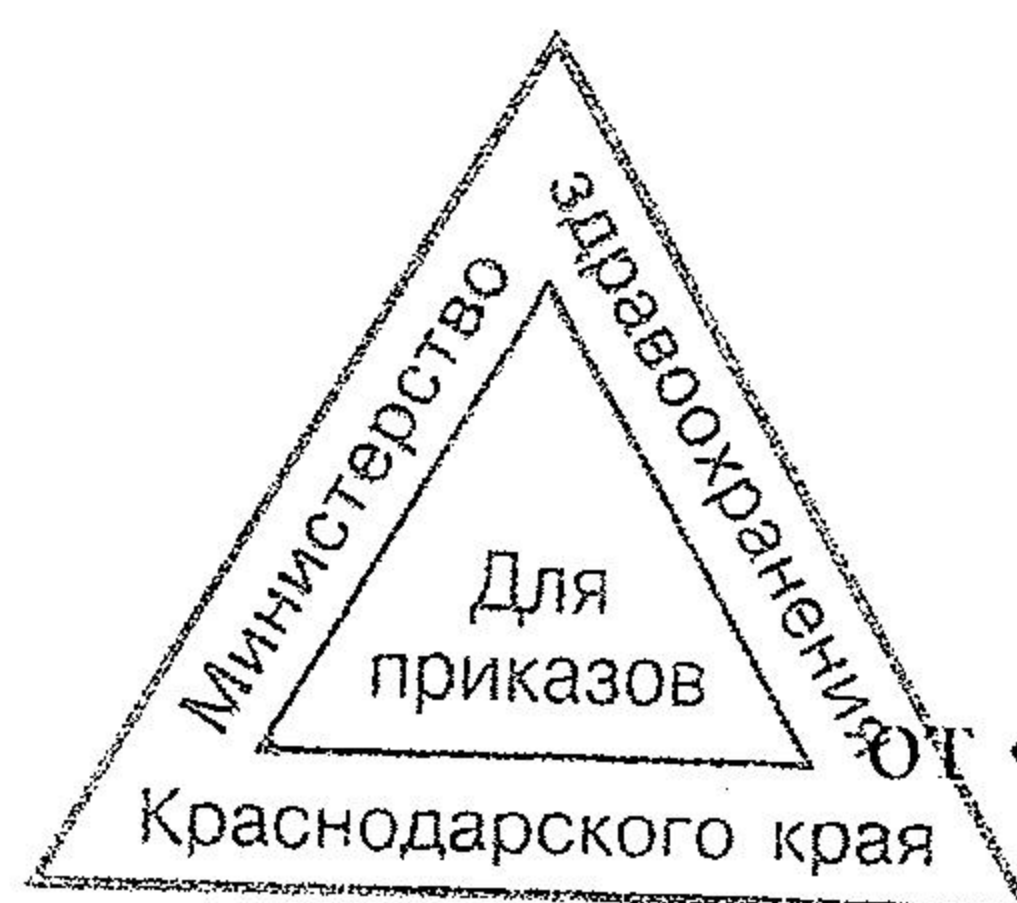 Министерство
здравоохранения
Краснодарского края
Для
приказов
от